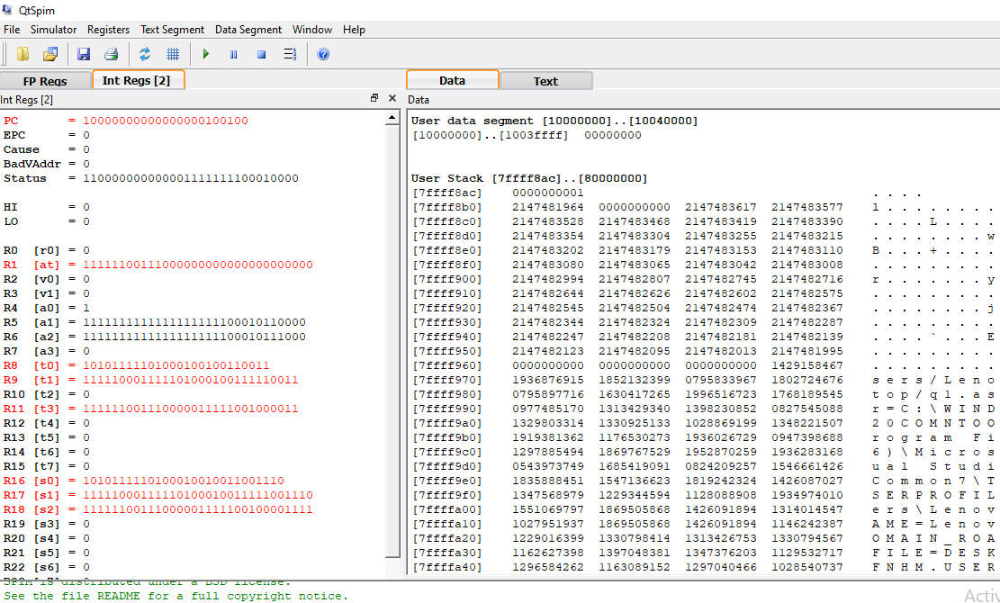 QtSpim
File Simulator Registers Text Segment Data Segment Window Help
FP Regs Int Regs [2] Data Text
Int Regs [2]
PC = 10000000000000000100100
EPC = 0
Cause = 0
BadVAddr = 0
Status = 110000000000001111111100010000
HI = 0
LO = 0
R0 [r0] = 0
R1 [at] = 1111110011100000000000000000000
R2 [v0] = 0
R3 [v1] = 0
R4 [a0] = 1
R5 [a1] = 1111111111111111111100010110000
R6 [a2] = 1111111111111111111100010111000
R7 [a3] = 0
R8 [t0] = 10101111101000100100110011
R9 [t1] = 111110001111101000100111110011
R10 [t2] = 0
R11 [t3] = 111111001110000011111001000011
R12 [t4] = 0
R13 [t5] = 0
R14 [t6] = 0
R15 [t7] = 0
R16 [s0] = 1010111110100010010011001110
R17 [s1] = 11111000111110100010011111001110
R18 [s2] = 11111100111000001111100100001111
R19 [s3] = 0
R20 [s4] = 0
R21 [s5] = 0
R22 [s6] = 0
SPIM is distributed under a BSD license.
See the file README for a full copyright notice.
Data
User data segment [10000000]..[10040000]
[10000000]..[1003ffff] 00000000
User Stack [7ffff8ac]..[80000000]
[7ffff8ac] 0000000001 . . . .
[7ffff8b0] 2147481964 0000000000 2147483617 2147483577 l . . . . . . . .
[7ffff8c0] 2147483528 2147483468 2147483419 2147483390 . . . . L . . . .
[7ffff8d0] 2147483354 2147483304 2147483255 2147483215 . . . . . . . . w
[7ffff8e0] 2147483202 2147483179 2147483153 2147483110 B . . . + . . . .
[7ffff8f0] 2147483080 2147483065 2147483042 2147483008 . . . . . . . . .
[7ffff900] 2147482994 2147482807 2147482745 2147482716 r . . . . . . . y
[7ffff910] 2147482644 2147482626 2147482602 2147482575 . . . . . . . . .
[7ffff920] 2147482545 2147482504 2147482474 2147482367 . . . . . . . . j
[7ffff930] 2147482344 2147482324 2147482309 2147482287 . . . . . . . . .
[7ffff940] 2147482247 2147482208 2147482181 2147482139 . . . . ` . . . E
[7ffff950] 2147482123 2147482095 2147482013 2147481995 . . . . . . . . .
[7ffff960] 0000000000 0000000000 0000000000 1429158467 . . . . . . . . .
[7ffff970] 1936876915 1852132399 0795833967 1802724676 s e r s / L e n o
[7ffff980] 0795897716 1630417265 1996516723 1768189545 t o p / q l . a s
[7ffff990] 0977485170 1313429340 1398230852 0827545088 r = C : \ W I N D
[7ffff9a0] 1329803314 1330925133 1028869199 1348221507 2 0 C O M N T O O
[7ffff9b0] 1919381362 1176530273 1936026729 0947398688 r o g r a m F i
[7ffff9c0] 1297885494 1869767529 1952870259 1936283168 6 ) \ M i c r o s
[7ffff9d0] 0543973749 1685419091 0824209257 1546661426 u a l S t u d i
[7ffff9e0] 1835888451 1547136623 1819242324 1426087027 C o m m o n 7 \ T
[7ffff9f0] 1347568979 1229344594 1128088908 1934974010 S E R P R O F I L
[7ffffa00] 1551069797 1869505868 1426091894 1314014547 e r s \ L e n o v
[7ffffa10] 1027951937 1869505868 1426091894 1146242387 A M E = L e n o v
[7ffffa20] 1229016399 1330798414 1313426753 1330794567 O M A I N _ R O A
[7ffffa30] 1162627398 1397048381 1347376203 1129532717 F I L E = D E S K
[7ffffa40] 1296584262 1163089152 1297040466 1028540737 F N H M . U S E R